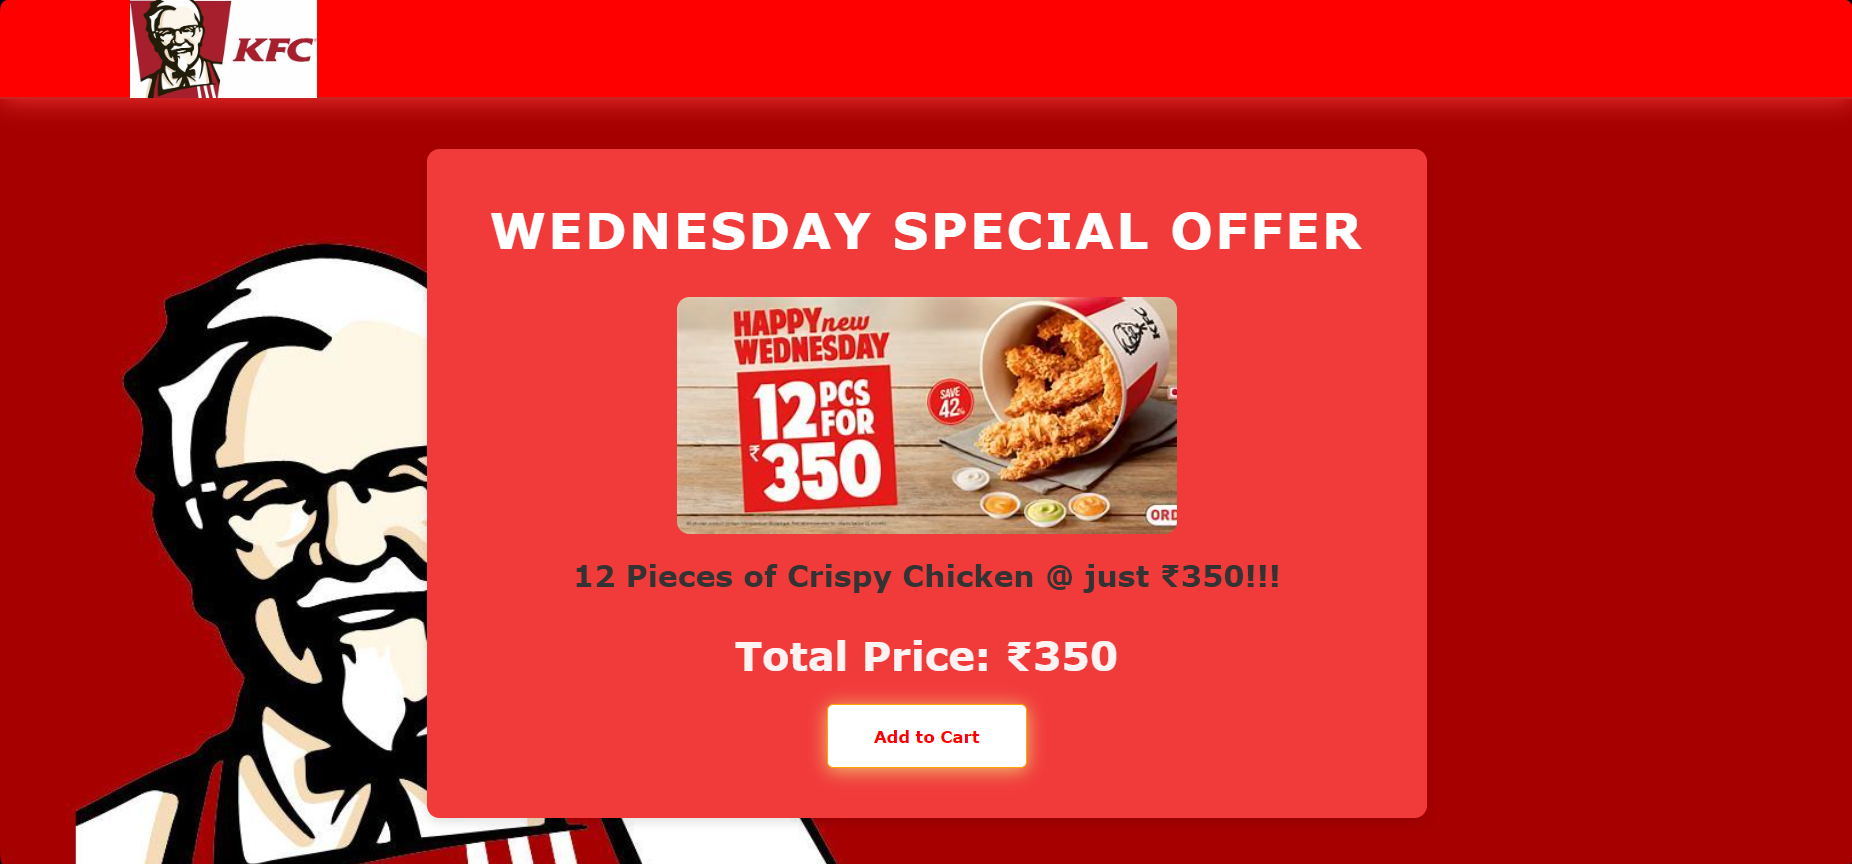 KFC
WEDNESDAY SPECIAL OFFER
HAPPY new
WEDNESDAY
12 PCS
FOR
₹350
SAVE
42%
KFC
ORD
12 Pieces of Crispy Chicken @ just ₹350!!!
Total Price: ₹350
Add to Cart